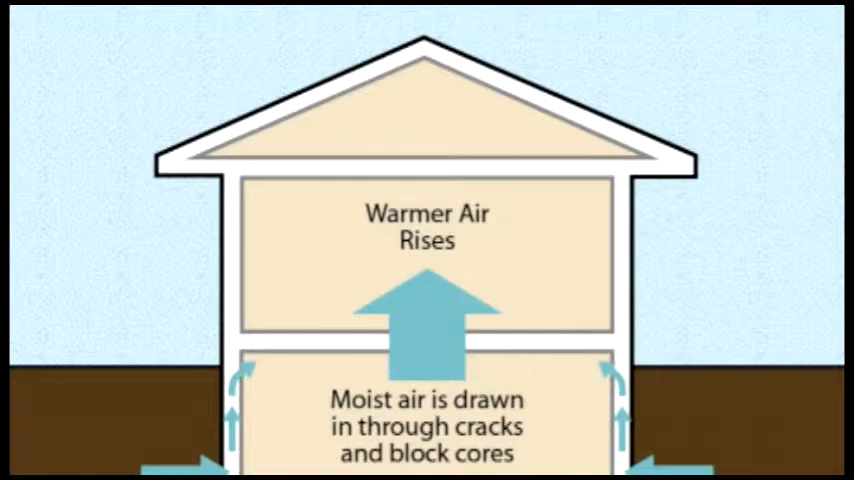 Warmer Air
Rises
Moist air is drawn
in through cracks
and block cores